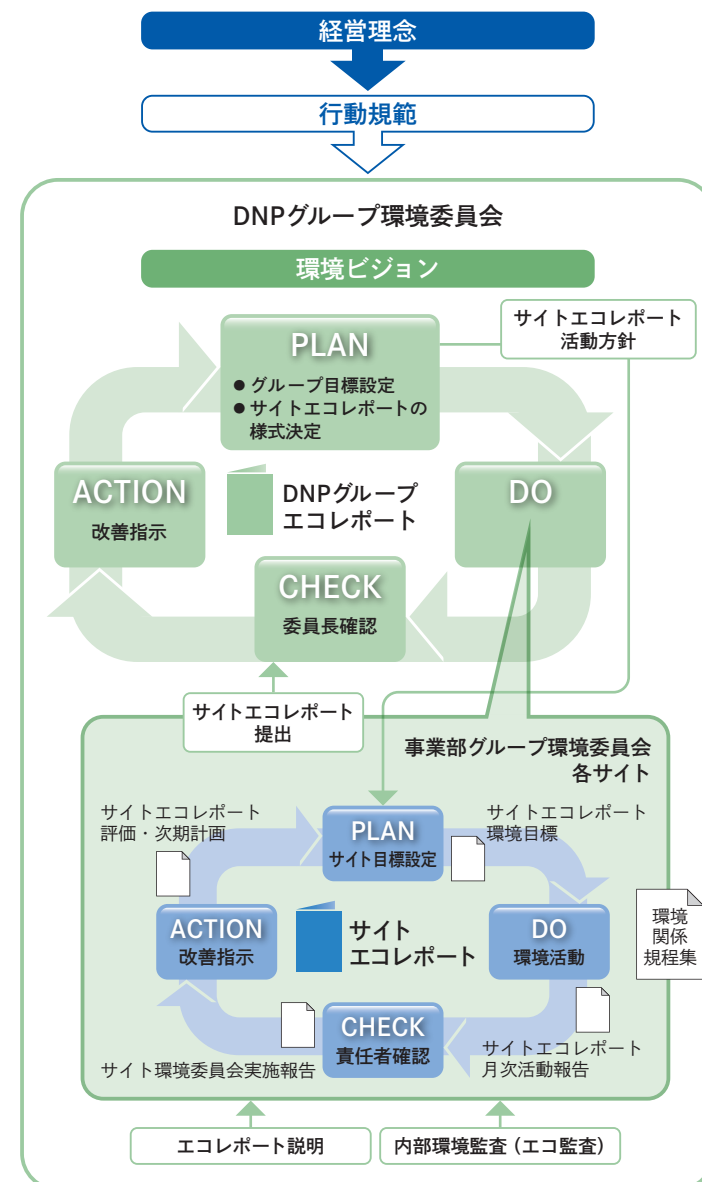 経営理念
行動規範
DNPグループ環境委員会
環境ビジョン
サイトエコレポート
活動方針
PLAN
● グループ目標設定
● サイトエコレポートの
様式決定
ACTION
改善指示
DNPグループ
エコレポート
DO
CHECK
委員長確認
サイトエコレポート
提出
事業部グループ環境委員会
各サイト
サイトエコレポート
評価・次期計画
PLAN
サイト目標設定
サイトエコレポート
環境目標
ACTION
改善指示
サイト
エコレポート
DO
環境活動
環境
関係
規程集
CHECK
責任者確認
サイト環境委員会実施報告
サイトエコレポート
月次活動報告
エコレポート説明
内部環境監査（エコ監査）